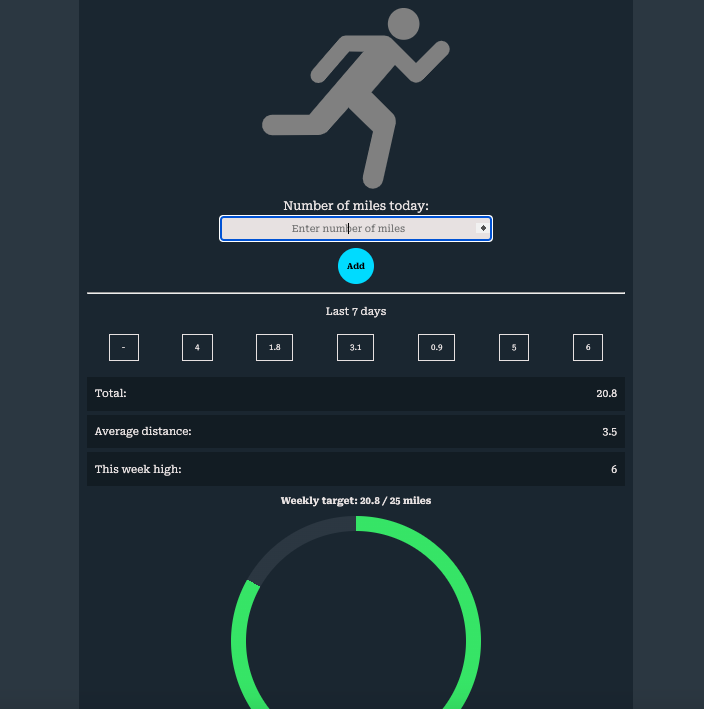 Number of miles today:
Enter number of miles
Add
Last 7 days
- 4 1.8 3.1 0.9 5 6
Total: 20.8
Average distance: 3.5
This week high: 6
Weekly target: 20.8 / 25 miles